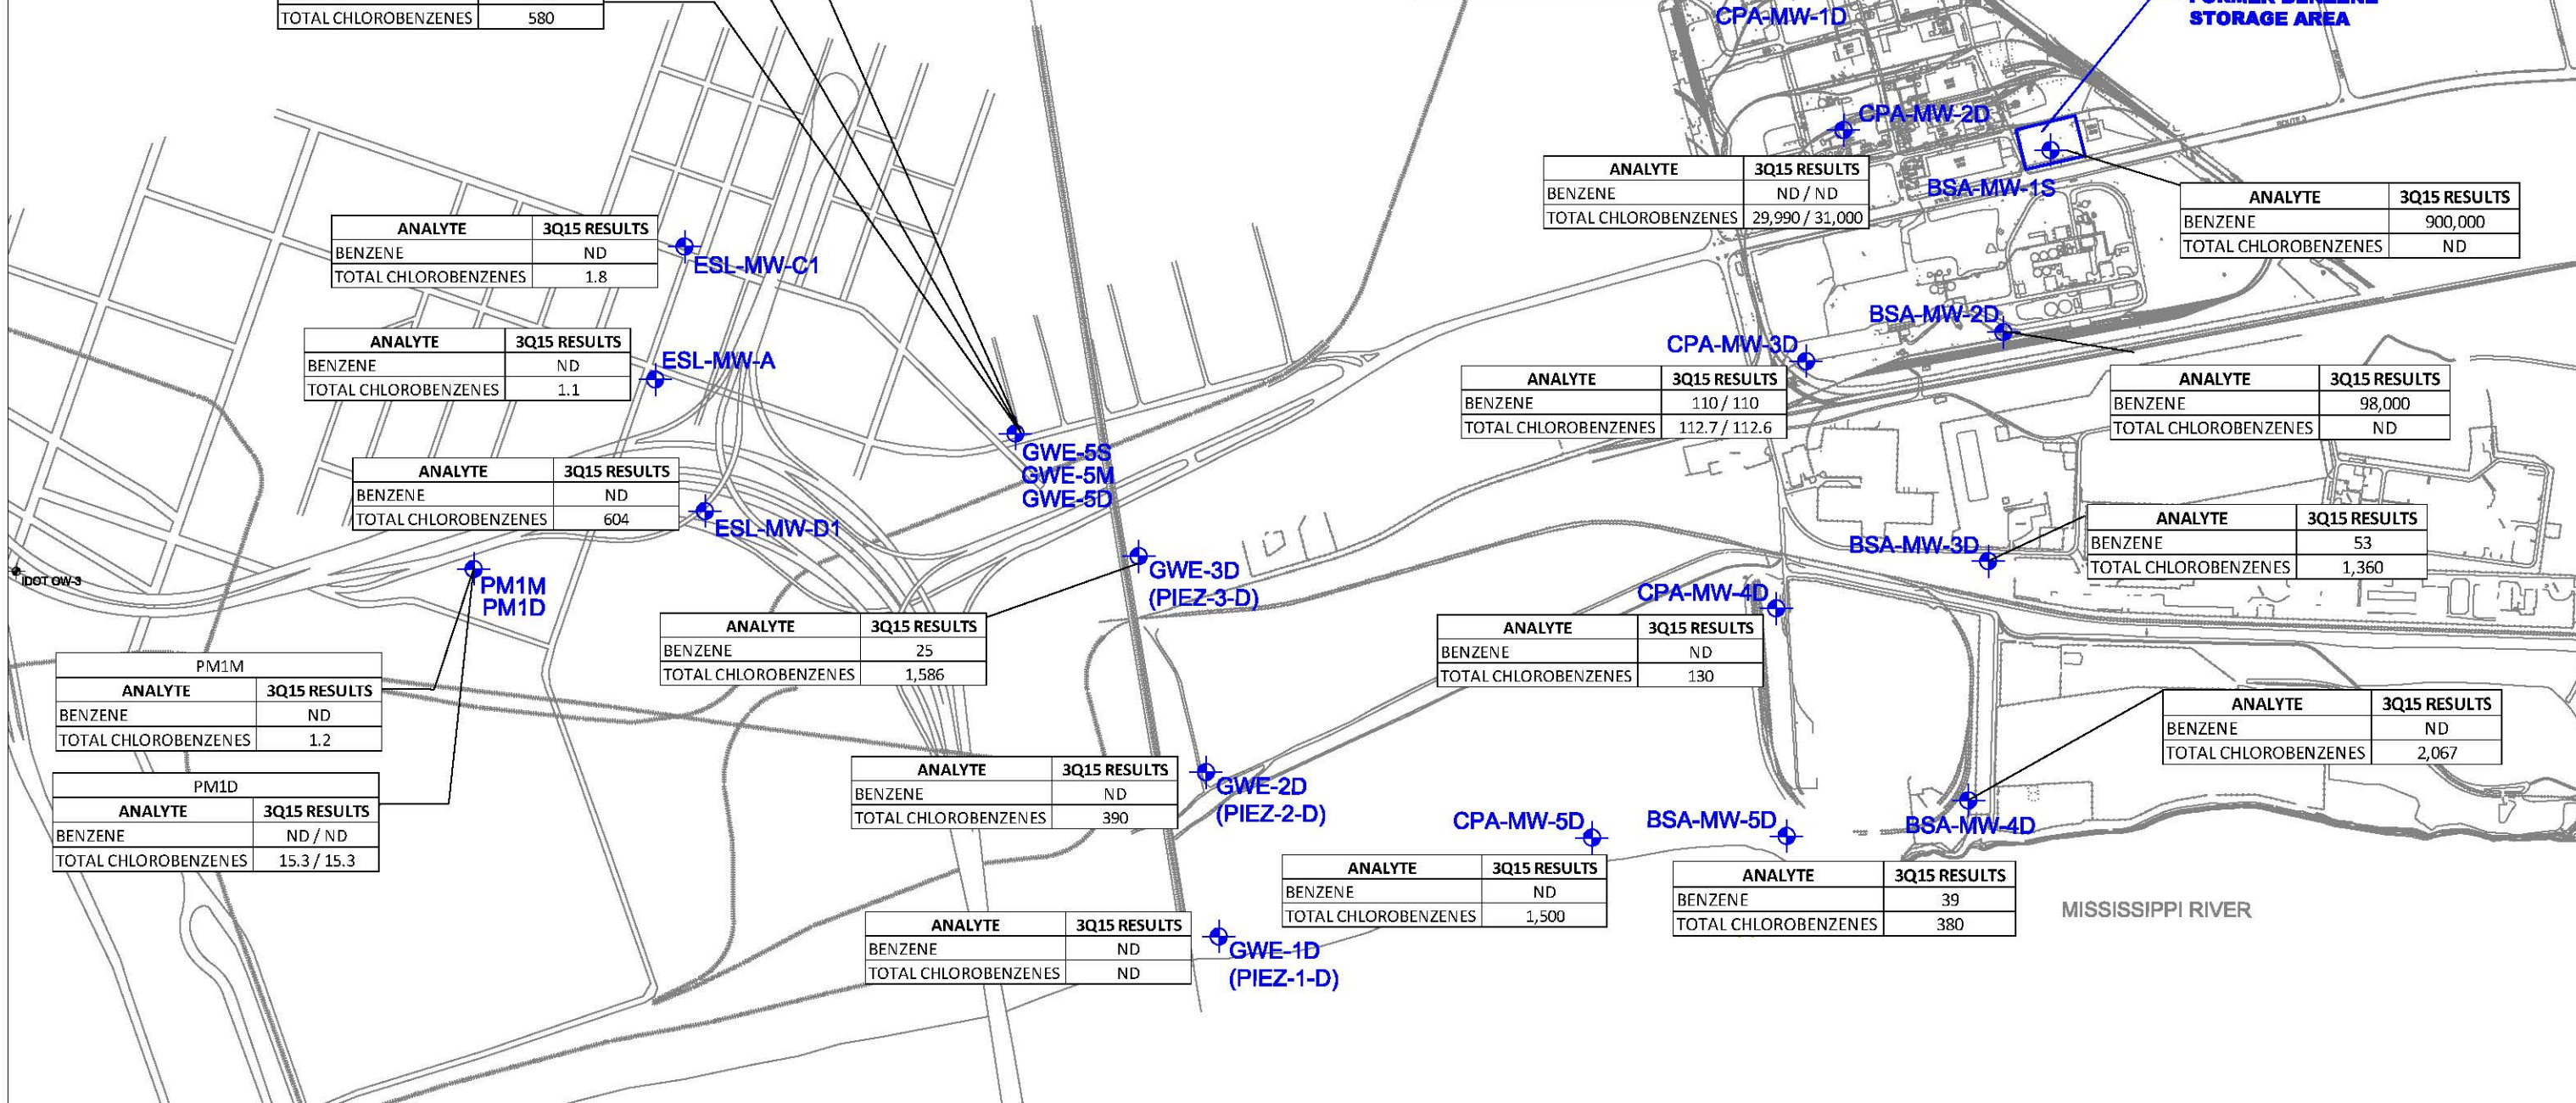 TOTAL CHLOROBENZENES 580
CPA-MW-1D
STORAGE AREA
CPA-MW-2D
ANALYTE 3Q15 RESULTS
BENZENE ND / ND
TOTAL CHLOROBENZENES 29,990 / 31,000
BSA-MW-1S
ANALYTE 3Q15 RESULTS
BENZENE 900,000
TOTAL CHLOROBENZENES ND
ANALYTE 3Q15 RESULTS
BENZENE ND
TOTAL CHLOROBENZENES 1.8
ESL-MW-C1
BSA-MW-2D
ANALYTE 3Q15 RESULTS
BENZENE ND
TOTAL CHLOROBENZENES 1.1
ESL-MW-A
CPA-MW-3D
ANALYTE 3Q15 RESULTS
BENZENE 110 / 110
TOTAL CHLOROBENZENES 112.7 / 112.6
ANALYTE 3Q15 RESULTS
BENZENE 98,000
TOTAL CHLOROBENZENES ND
GWE-5S
GWE-5M
GWE-5D
ANALYTE 3Q15 RESULTS
BENZENE ND
TOTAL CHLOROBENZENES 604
ESL-MW-D1
ANALYTE 3Q15 RESULTS
BENZENE 53
TOTAL CHLOROBENZENES 1,360
BSA-MW-3D
IDOT OW-3
PM1M
PM1D
GWE-3D
(PIEZ-3-D)
CPA-MW-4D
ANALYTE 3Q15 RESULTS
BENZENE 25
TOTAL CHLOROBENZENES 1,586
ANALYTE 3Q15 RESULTS
BENZENE ND
TOTAL CHLOROBENZENES 130
PM1M
ANALYTE 3Q15 RESULTS
BENZENE ND
TOTAL CHLOROBENZENES 1.2
ANALYTE 3Q15 RESULTS
BENZENE ND
TOTAL CHLOROBENZENES 2,067
PM1D
ANALYTE 3Q15 RESULTS
BENZENE ND / ND
TOTAL CHLOROBENZENES 15.3 / 15.3
ANALYTE 3Q15 RESULTS
BENZENE ND
TOTAL CHLOROBENZENES 390
GWE-2D
(PIEZ-2-D)
CPA-MW-5D
BSA-MW-5D
BSA-MW-4D
ANALYTE 3Q15 RESULTS
BENZENE ND
TOTAL CHLOROBENZENES 1,500
ANALYTE 3Q15 RESULTS
BENZENE 39
TOTAL CHLOROBENZENES 380
MISSISSIPPI RIVER
ANALYTE 3Q15 RESULTS
BENZENE ND
TOTAL CHLOROBENZENES ND
GWE-1D
(PIEZ-1-D)